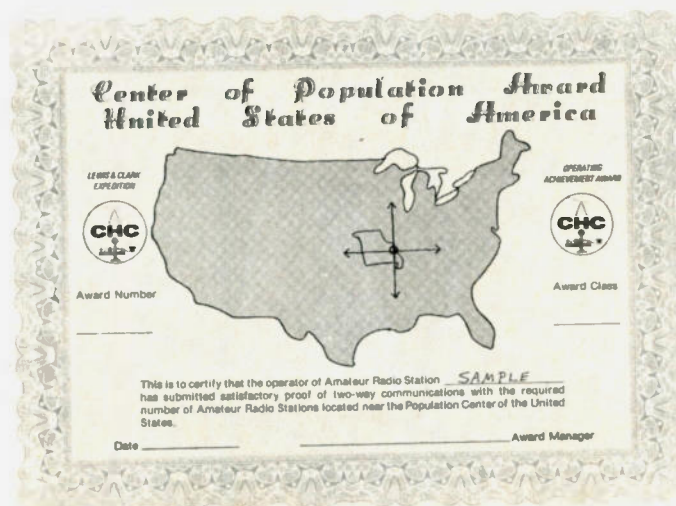 Center of Population Award
United States of America
LEWIS & CLARK
EXPEDITION
CHC
Award Number
OPERATING
ACHIEVEMENT AWARD
CHC
Award Class
This is to certify that the operator of Amateur Radio Station SAMPLE
has submitted satisfactory proof of two-way communications with the required
number of Amateur Radio Stations located near the Population Center of the United
States.
Date
Award Manager